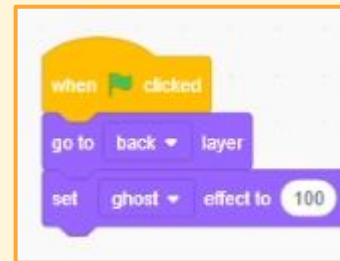 when clicked
go to back layer
set ghost effect to 100